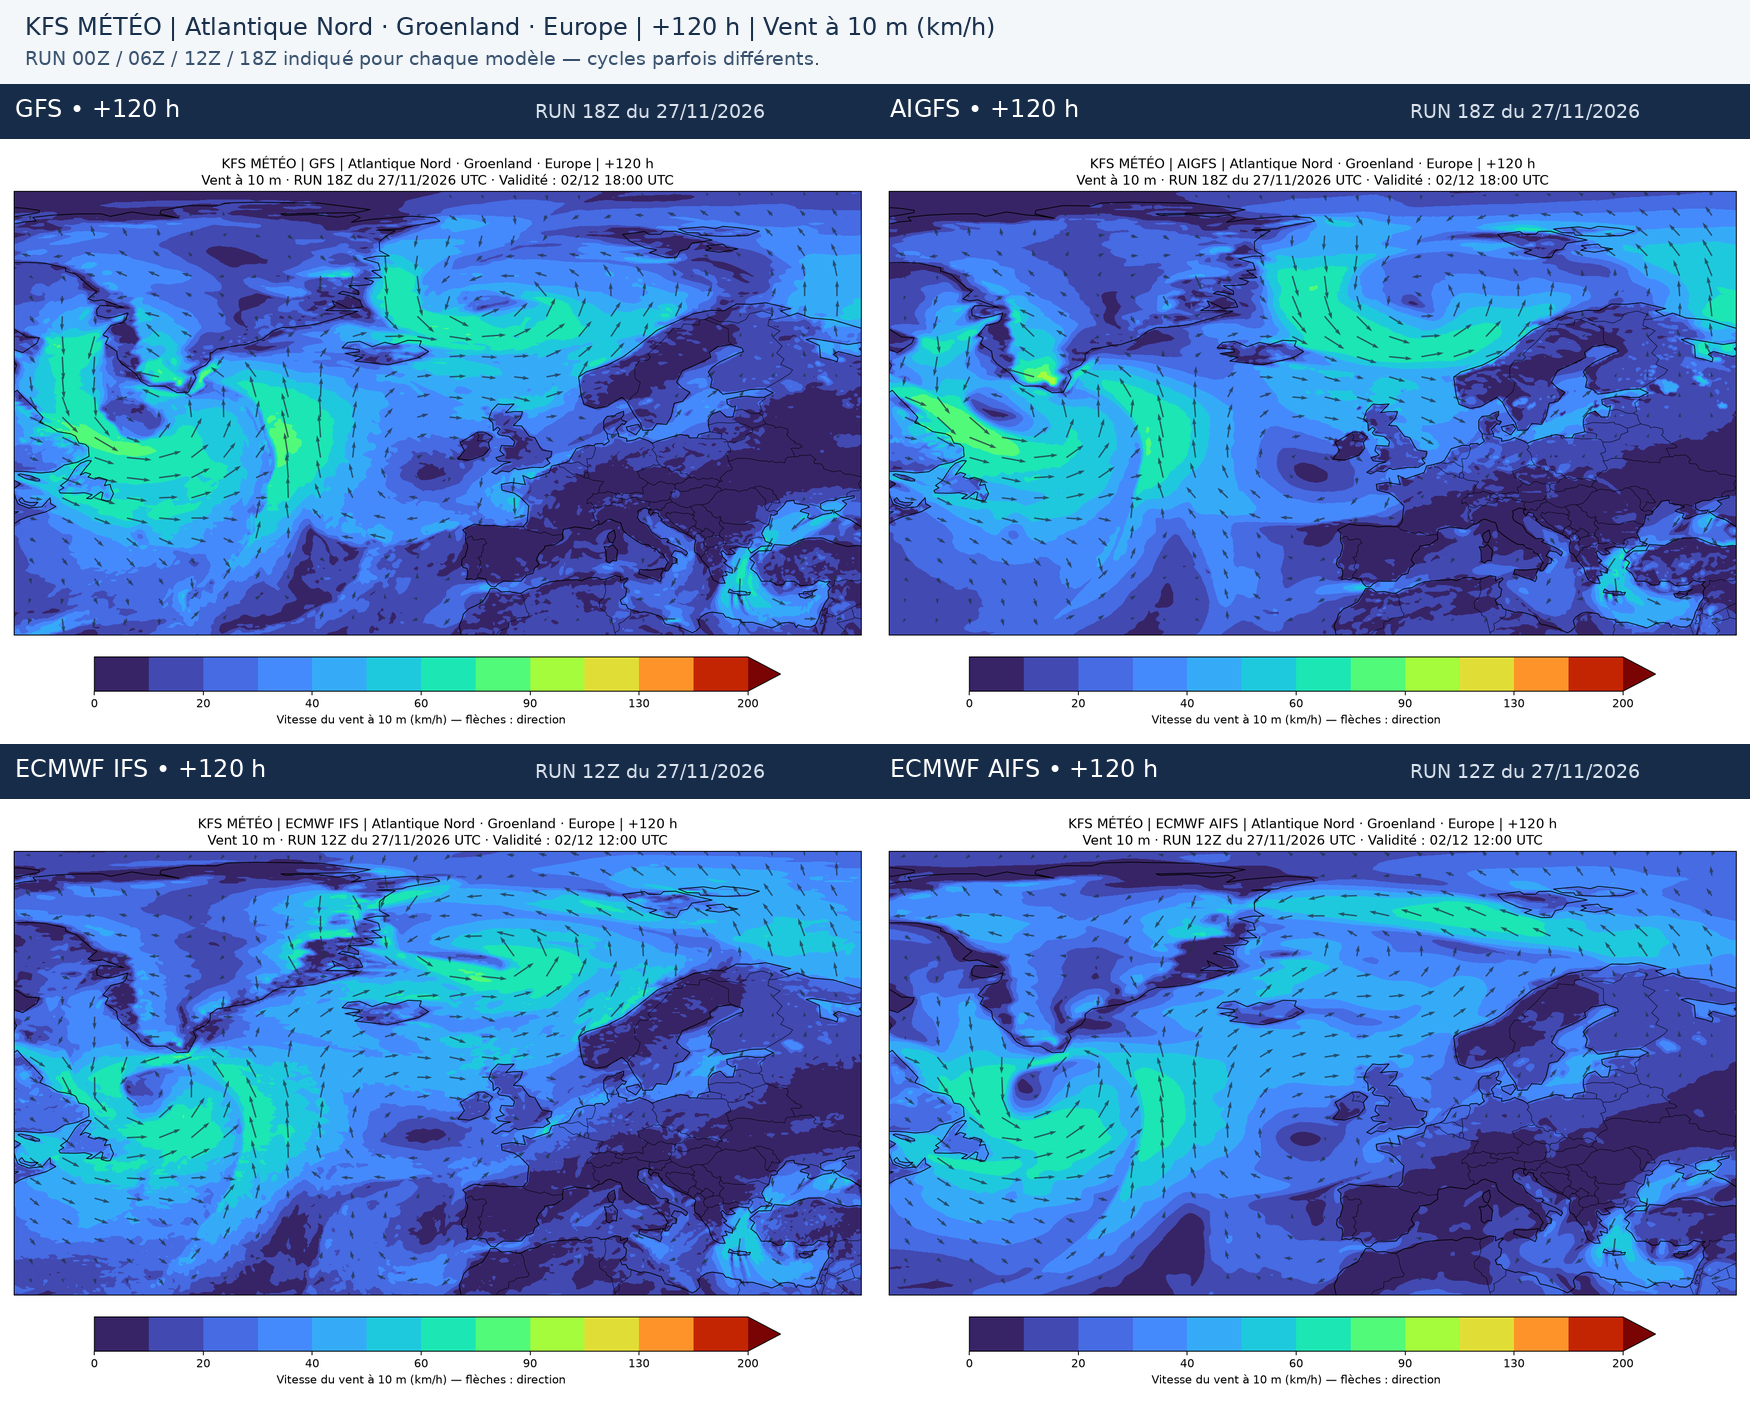 KFS MÉTÉO | Atlantique Nord · Groenland · Europe | +120 h | Vent à 10 m (km/h)
RUN 00Z / 06Z / 12Z / 18Z indiqué pour chaque modèle — cycles parfois différents.
GFS • +120 h
RUN 18Z du 27/11/2026
KFS MÉTÉO | GFS | Atlantique Nord · Groenland · Europe | +120 h
Vent à 10 m · RUN 18Z du 27/11/2026 UTC · Validité : 02/12 18:00 UTC
0 20 40 60 90 130 200
Vitesse du vent à 10 m (km/h) — flèches : direction
AIGFS • +120 h
RUN 18Z du 27/11/2026
KFS MÉTÉO | AIGFS | Atlantique Nord · Groenland · Europe | +120 h
Vent à 10 m · RUN 18Z du 27/11/2026 UTC · Validité : 02/12 18:00 UTC
0 20 40 60 90 130 200
Vitesse du vent à 10 m (km/h) — flèches : direction
ECMWF IFS • +120 h
RUN 12Z du 27/11/2026
KFS MÉTÉO | ECMWF IFS | Atlantique Nord · Groenland · Europe | +120 h
Vent 10 m · RUN 12Z du 27/11/2026 UTC · Validité : 02/12 12:00 UTC
0 20 40 60 90 130 200
Vitesse du vent à 10 m (km/h) — flèches : direction
ECMWF AIFS • +120 h
RUN 12Z du 27/11/2026
KFS MÉTÉO | ECMWF AIFS | Atlantique Nord · Groenland · Europe | +120 h
Vent 10 m · RUN 12Z du 27/11/2026 UTC · Validité : 02/12 12:00 UTC
0 20 40 60 90 130 200
Vitesse du vent à 10 m (km/h) — flèches : direction